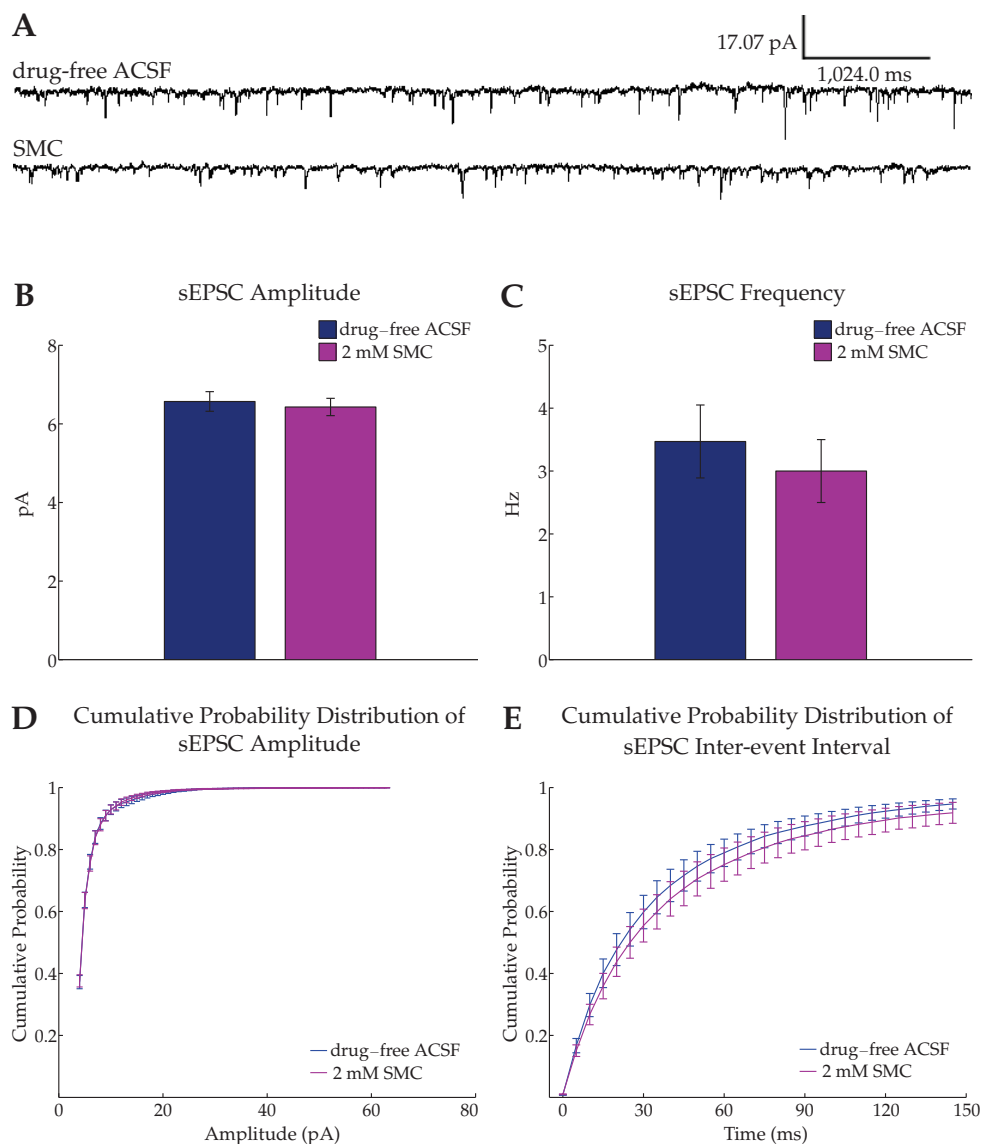 A
17.07 pA
1,024.0 ms
drug-free ACSF
SMC
B
sEPSC Amplitude
drug–free ACSF
2 mM SMC
8
6
4
2
0
pA
C
sEPSC Frequency
drug–free ACSF
2 mM SMC
5
4
3
2
1
0
Hz
D
Cumulative Probability Distribution of
sEPSC Amplitude
1
0.8
0.6
0.4
0.2
Cumulative Probability
drug–free ACSF
2 mM SMC
0 20 40 60 80
Amplitude (pA)
E
Cumulative Probability Distribution of
sEPSC Inter-event Interval
1
0.8
0.6
0.4
0.2
Cumulative Probability
drug–free ACSF
2 mM SMC
0 30 60 90 120 150
Time (ms)